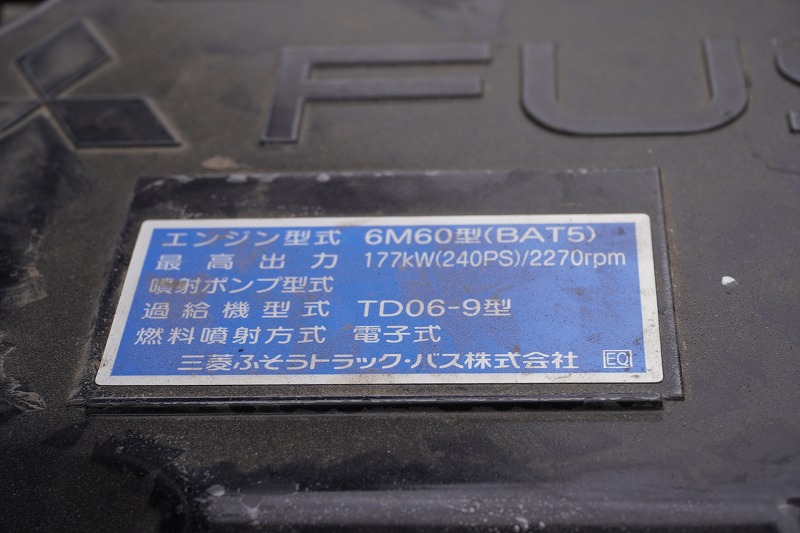 FUS
エンジン型式 6M60型(BAT5)
最高出力 177kW(240PS)/2270rpm
噴射ポンプ型式
過給機型式 TD06-9型
燃料噴射方式 電子式
三菱ふそうトラック・バス株式会社 EQ